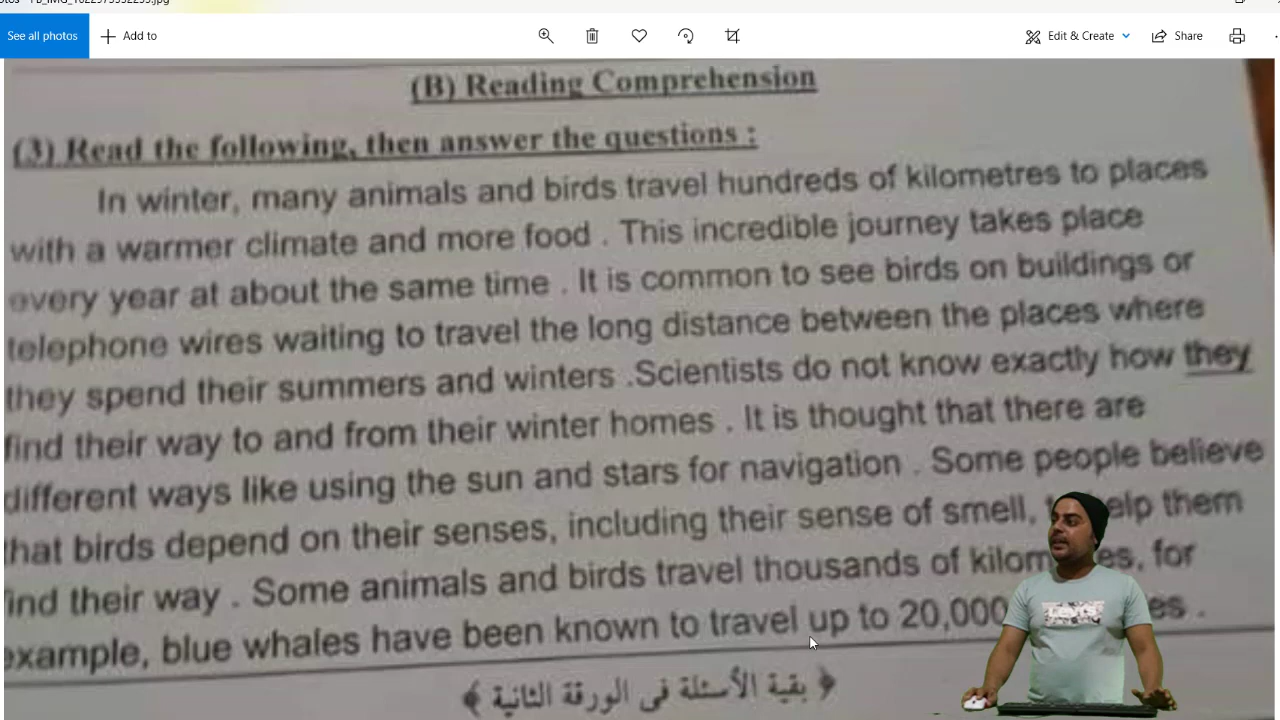 See all photos
Add to
Edit & Create
Share
(B) Reading Comprehension
(3) Read the following, then answer the questions :
In winter, many animals and birds travel hundreds of kilometres to places
with a warmer climate and more food . This incredible journey takes place
every year at about the same time . It is common to see birds on buildings or
telephone wires waiting to travel the long distance between the places where
they spend their summers and winters .Scientists do not know exactly how they
find their way to and from their winter homes . It is thought that there are
different ways like using the sun and stars for navigation . Some people believe
that birds depend on their senses, including their sense of smell, help them
find their way . Some animals and birds travel thousands of for
example, blue whales have been known to travel up to 20,000
﴿ بقية الأسئلة فى الورقة الثانية ﴾